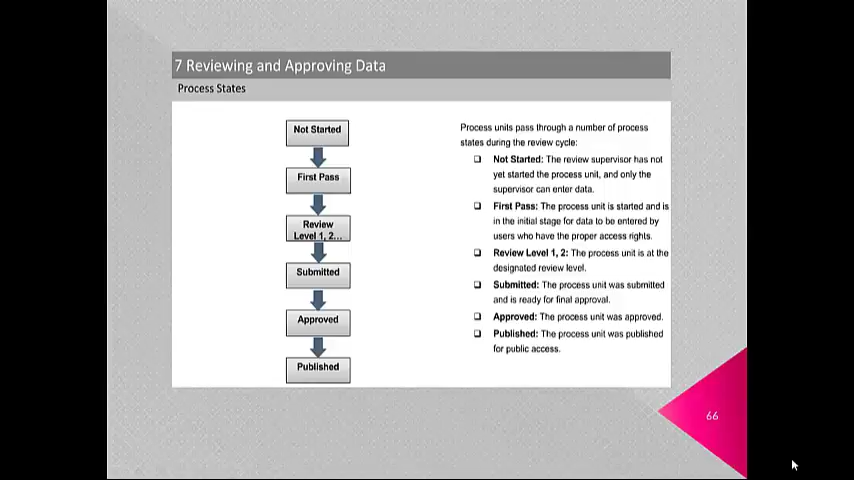 7 Reviewing and Approving Data
Process States
Not Started
First Pass
Review
Level 1, 2...
Submitted
Approved
Published
Process units pass through a number of process
states during the review cycle:
Not Started: The review supervisor has not
yet started the process unit, and only the
supervisor can enter data.
First Pass: The process unit is started and is
in the initial stage for data to be entered by
users who have the proper access rights.
Review Level 1, 2: The process unit is at the
designated review level.
Submitted: The process unit was submitted
and is ready for final approval.
Approved: The process unit was approved.
Published: The process unit was published
for public access.
66